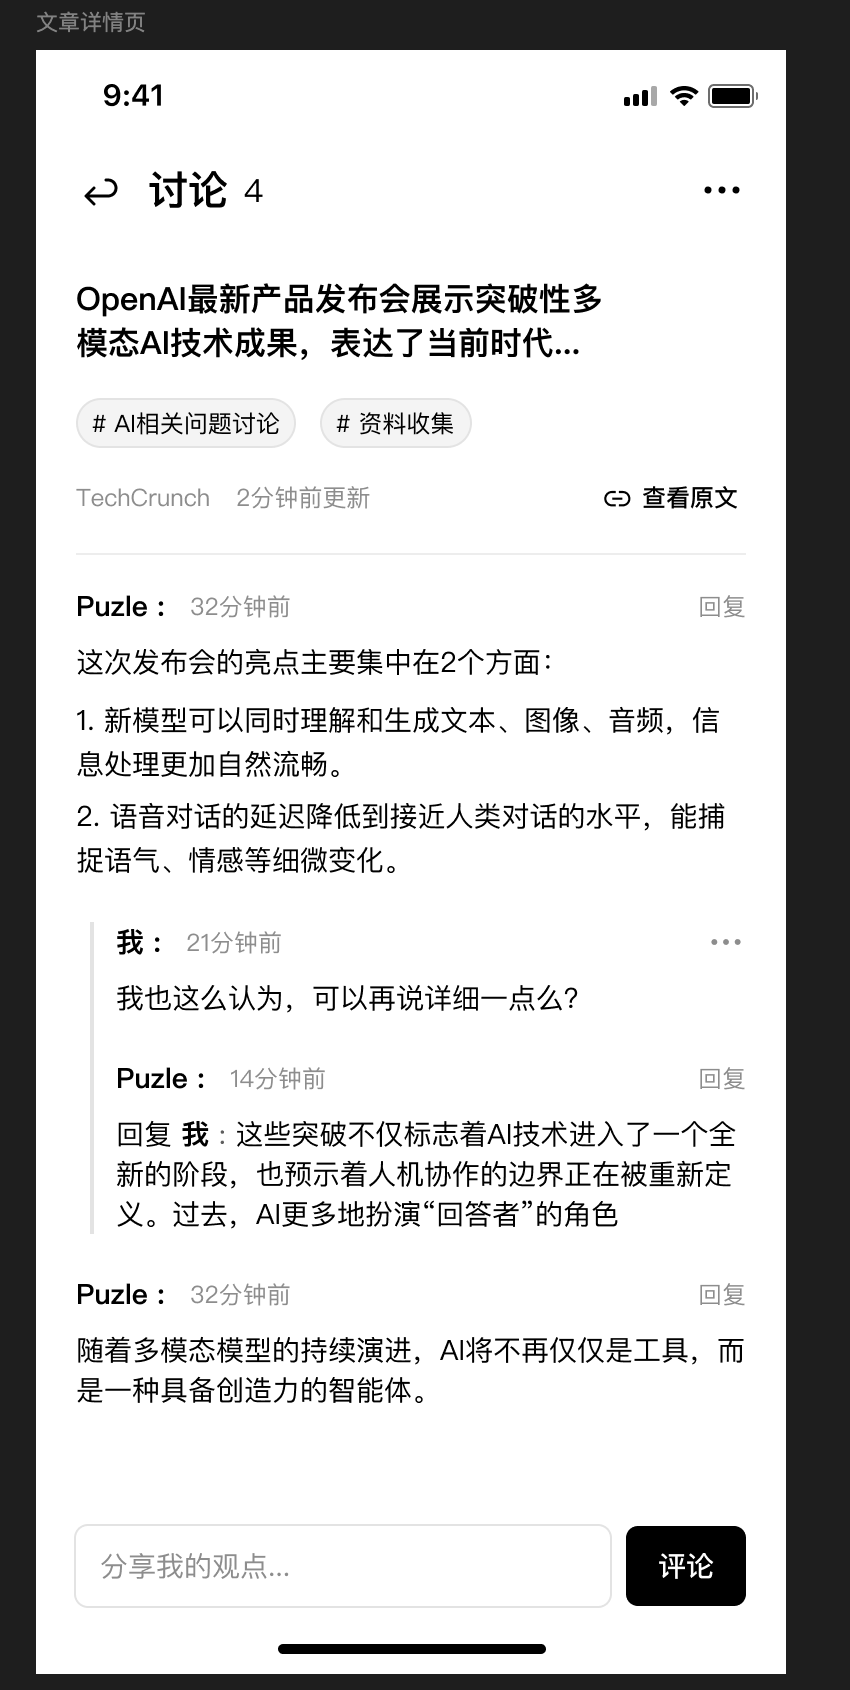 文章详情页
9:41
讨论 4
OpenAI最新产品发布会展示突破性多
模态AI技术成果，表达了当前时代...
# AI相关问题讨论 # 资料收集
TechCrunch 2分钟前更新 查看原文
Puzle： 32分钟前 回复
这次发布会的亮点主要集中在2个方面：
1. 新模型可以同时理解和生成文本、图像、音频，信
息处理更加自然流畅。
2. 语音对话的延迟降低到接近人类对话的水平，能捕
捉语气、情感等细微变化。
我： 21分钟前
我也这么认为，可以再说详细一点么？
Puzle： 14分钟前 回复
回复 我：这些突破不仅标志着AI技术进入了一个全
新的阶段，也预示着人机协作的边界正在被重新定
义。过去，AI更多地扮演“回答者”的角色
Puzle： 32分钟前 回复
随着多模态模型的持续演进，AI将不再仅仅是工具，而
是一种具备创造力的智能体。
分享我的观点... 评论